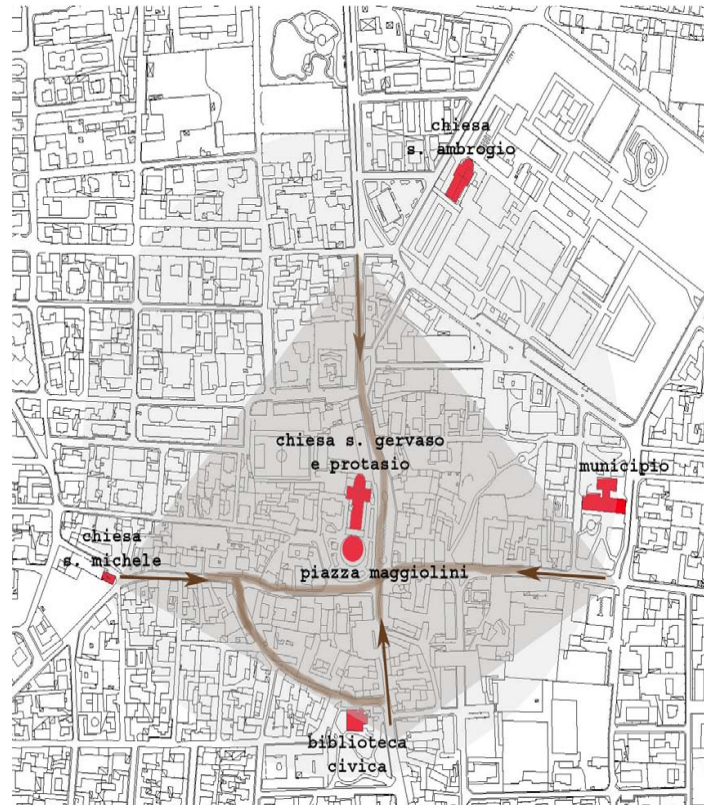 chiesa
s. ambrogio
chiesa s. gervaso
e protasio
municipio
chiesa
s. michele
piazza maggiolini
biblioteca
civica